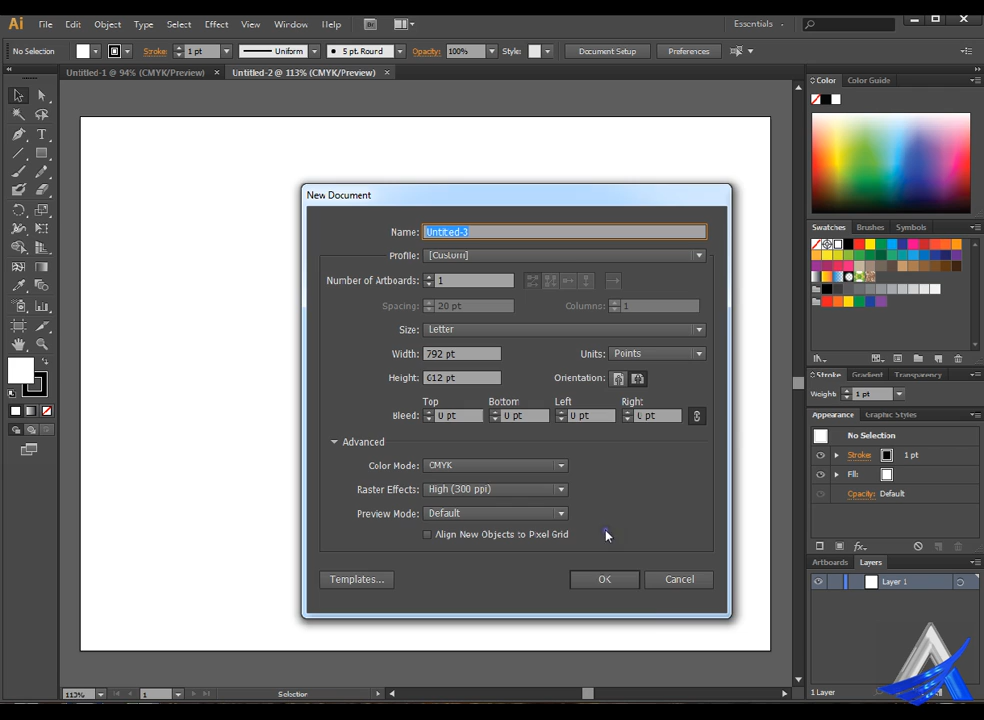 Ai File Edit Object Type Select Effect View Window Help Br Essentials
No Selection Stroke: 1 pt Uniform 5 pt. Round Opacity: 100% Style: Document Setup Preferences
Untitled-1 @ 94% (CMYK/Preview) × Untitled-2 @ 113% (CMYK/Preview) ×
Color Color Guide
New Document
Name: Untitled-3
Profile: [Custom]
Number of Artboards: 1
Spacing: 20 pt Columns: 1
Size: Letter
Width: 792 pt Units: Points
Height: 612 pt Orientation:
Top Bottom Left Right
Bleed: 0 pt 0 pt 0 pt 0 pt
Advanced
Color Mode: CMYK
Raster Effects: High (300 ppi)
Preview Mode: Default
Align New Objects to Pixel Grid
Templates... OK Cancel
Swatches Brushes Symbols
Stroke Gradient Transparency
Weight: 1 pt
Appearance Graphic Styles
No Selection
Stroke: 1 pt
Fill:
Opacity: Default
fx
Artboards Layers
Layer 1
1 Layer
113% 1 Selection